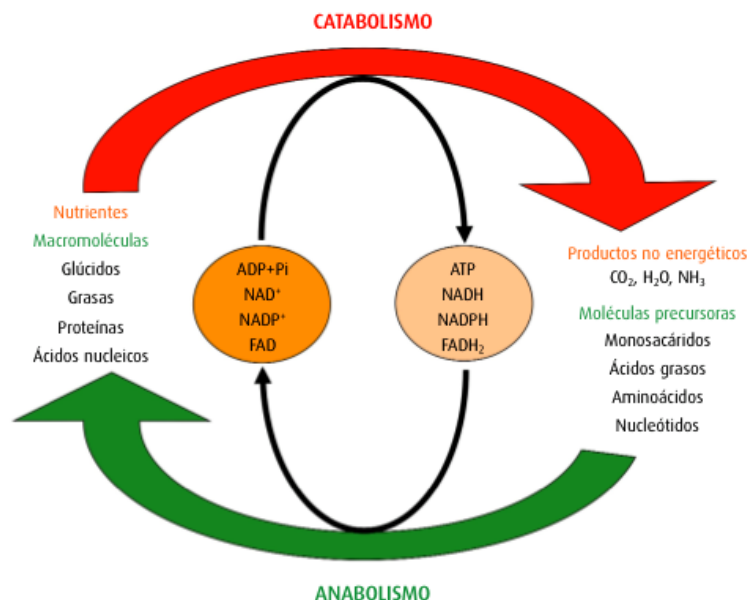 CATABOLISMO
Nutrientes
Macromoléculas
Glúcidos
Grasas
Proteínas
Ácidos nucleicos
ADP+Pi
NAD⁺
NADP⁺
FAD
ATP
NADH
NADPH
FADH₂
Productos no energéticos
CO₂, H₂O, NH₃
Moléculas precursoras
Monosacáridos
Ácidos grasos
Aminoácidos
Nucleótidos
ANABOLISMO